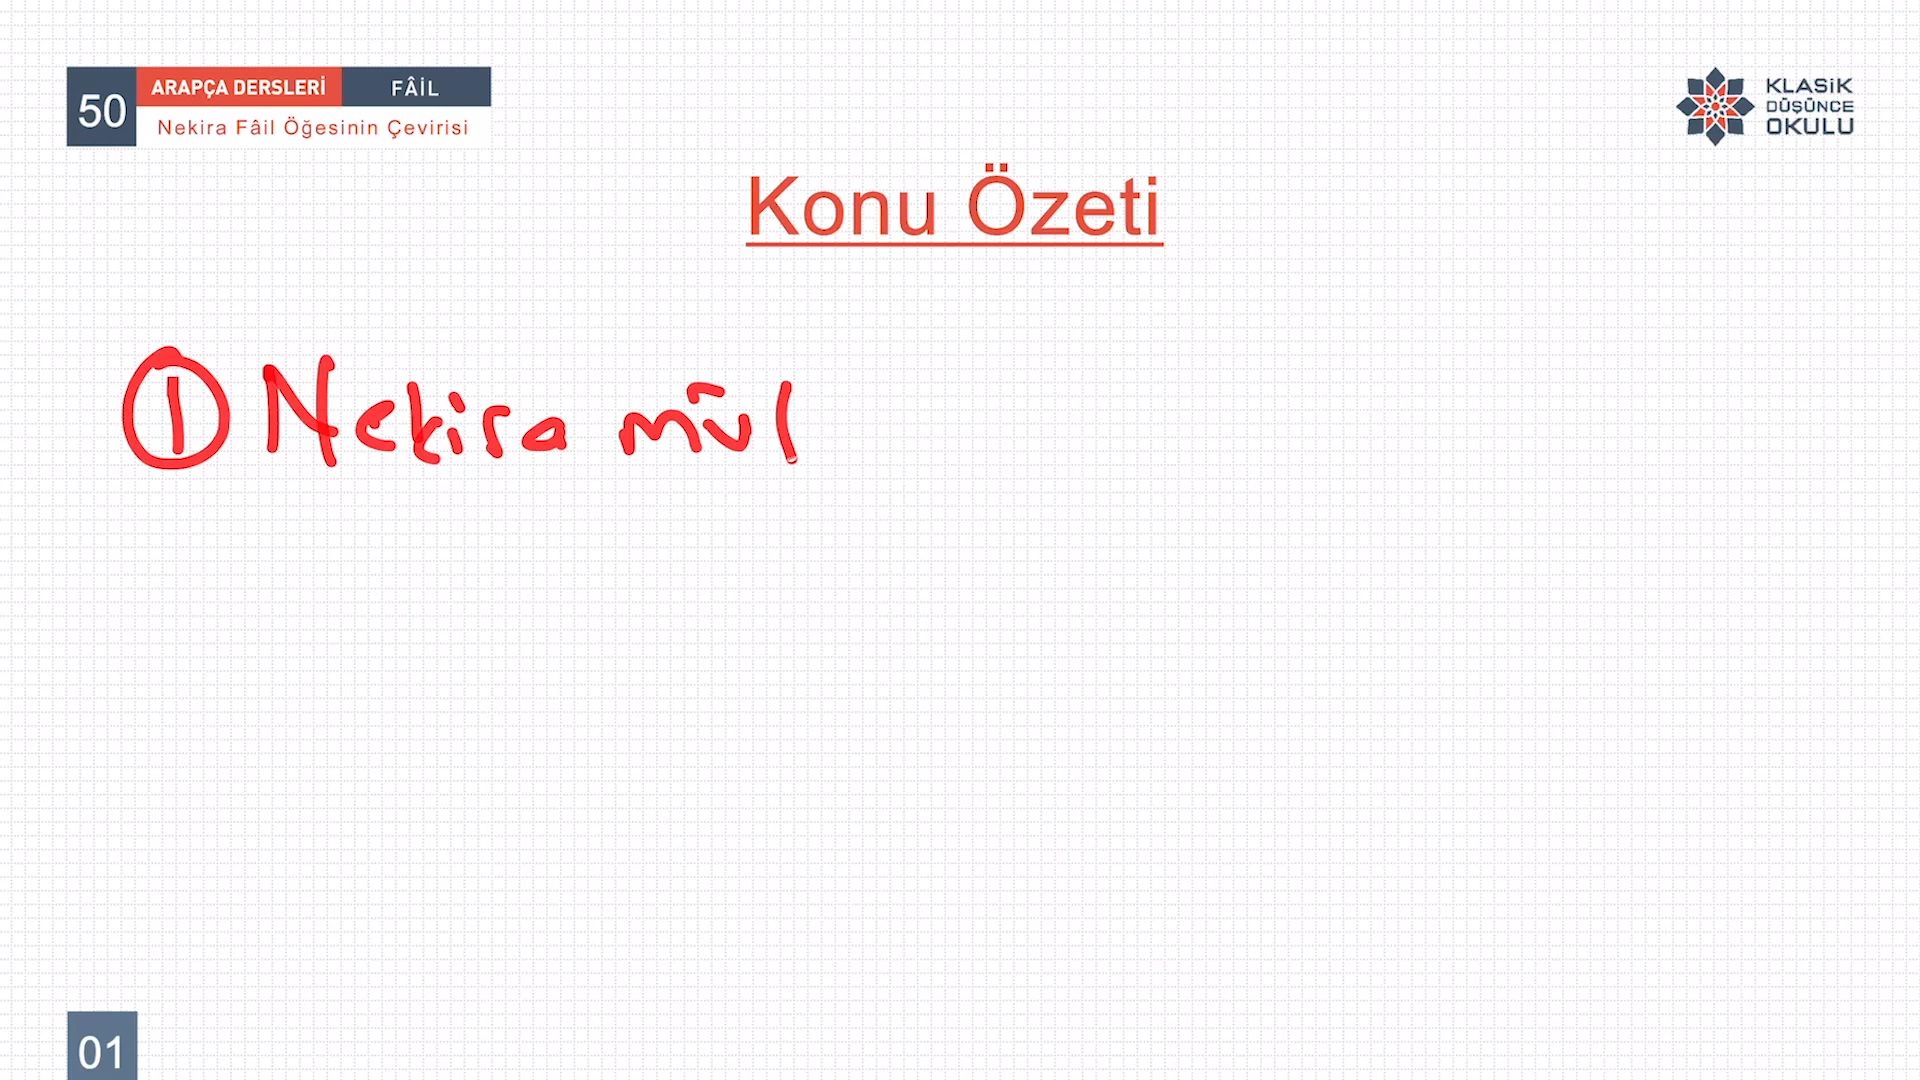 50
ARAPÇA DERSLERİ FÂİL
Nekira Fâil Öğesinin Çevirisi
KLASİK
DÜŞÜNCE
OKULU
Konu Özeti
1 Nekira mül
01